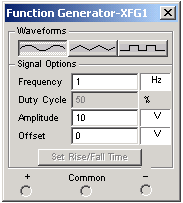 Function Generator-XFG1
Waveforms
Signal Options
Frequency 1 Hz
Duty Cycle 50 %
Amplitude 10 V
Offset 0 V
Set Rise/Fall Time
+ Common −